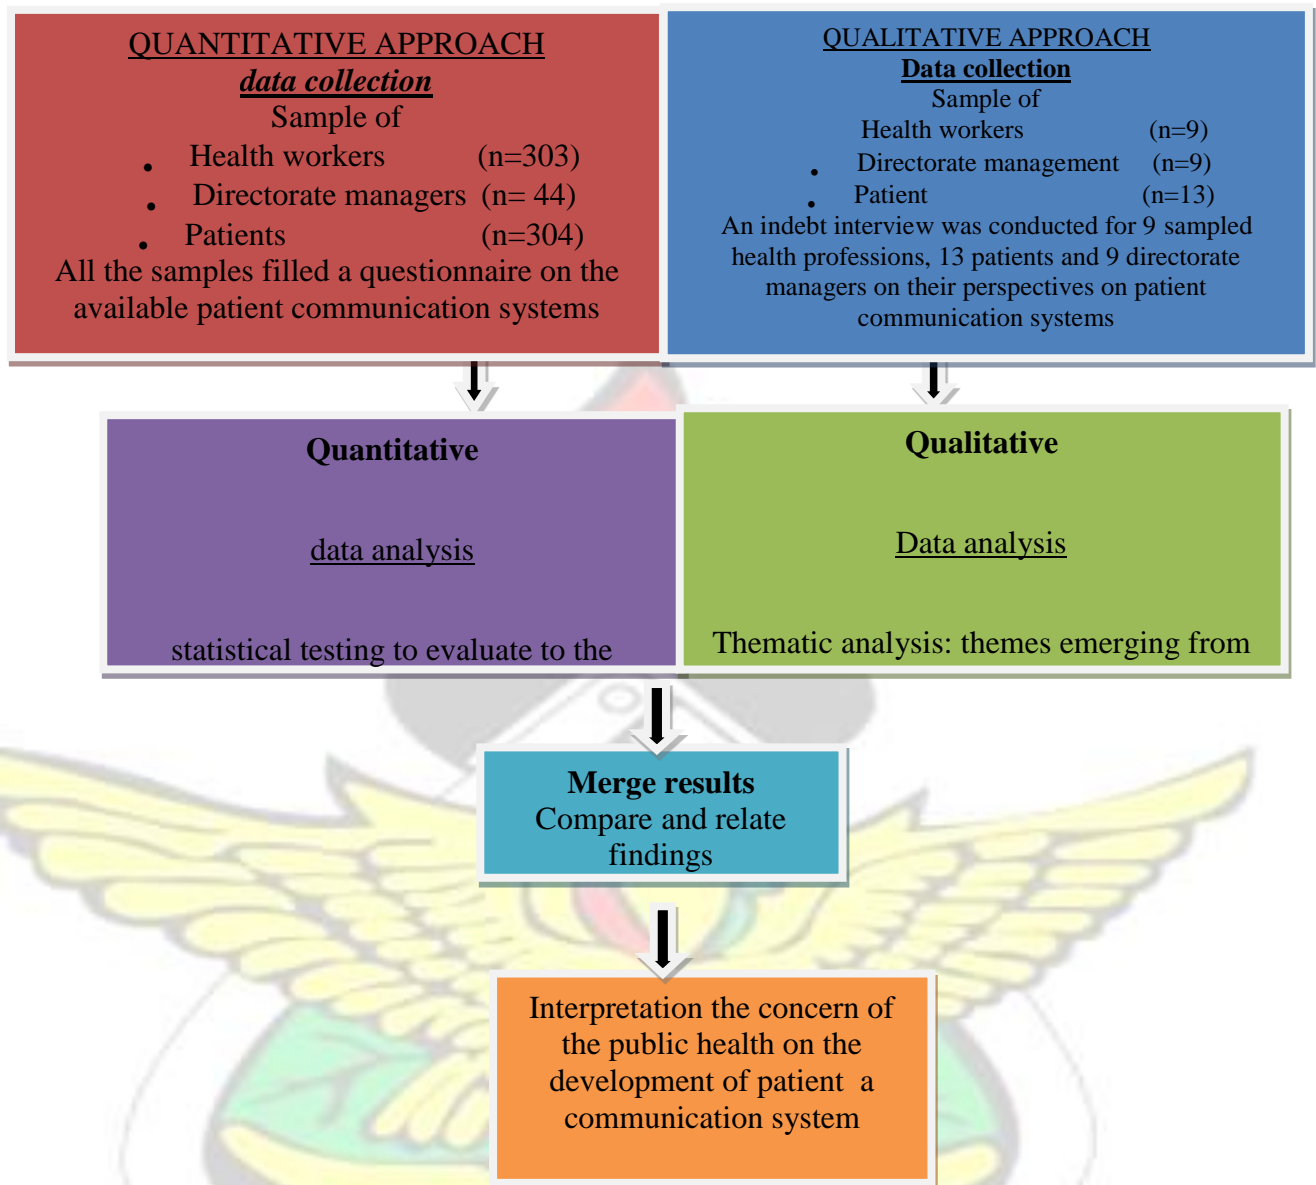 QUANTITATIVE APPROACH
data collection
Sample of
• Health workers (n=303)
• Directorate managers (n= 44)
• Patients (n=304)
All the samples filled a questionnaire on the
available patient communication systems
QUALITATIVE APPROACH
Data collection
Sample of
Health workers (n=9)
• Directorate management (n=9)
• Patient (n=13)
An indebt interview was conducted for 9 sampled
health professions, 13 patients and 9 directorate
managers on their perspectives on patient
communication systems
Quantitative
data analysis
statistical testing to evaluate to the
Qualitative
Data analysis
Thematic analysis: themes emerging from
Merge results
Compare and relate
findings
Interpretation the concern of
the public health on the
development of patient a
communication system